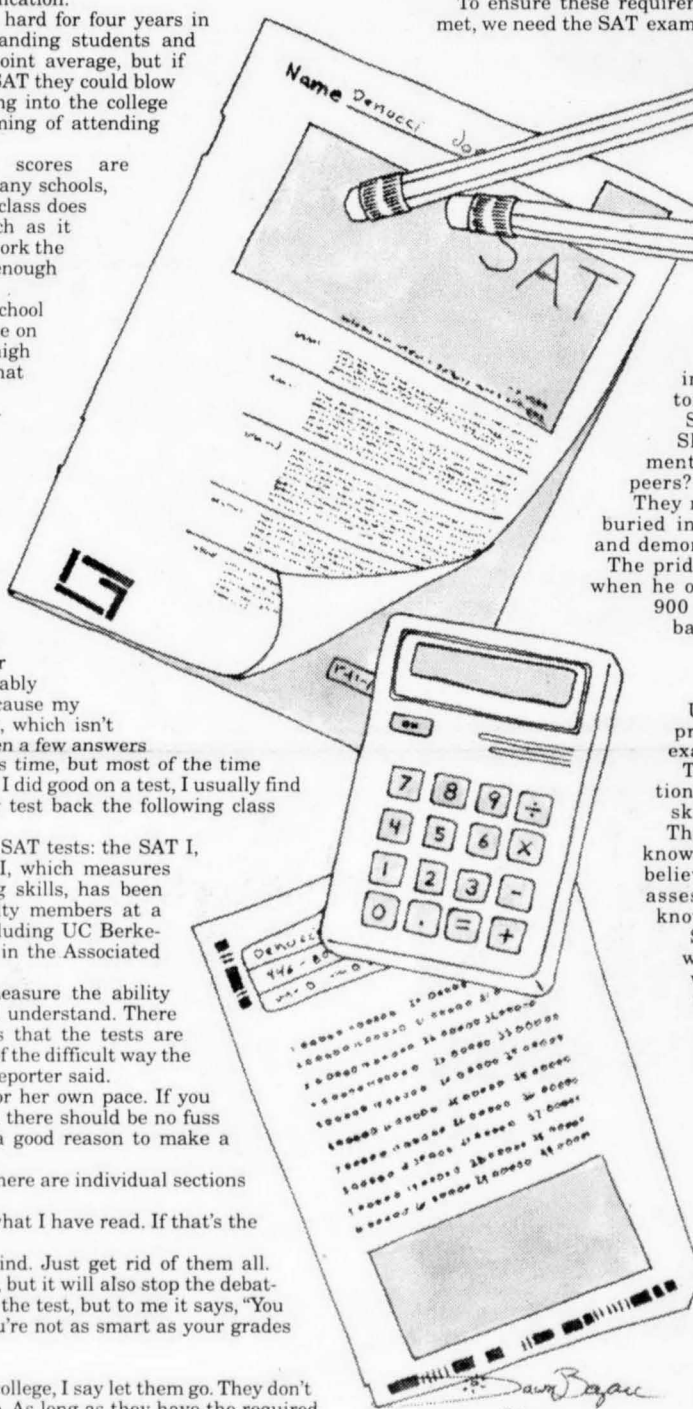 ication.
hard for four years in
anding students and
oint average, but if
SAT they could blow
ng into the college
ming of attending
scores are
any schools,
class does
ch as it
ork the
enough
chool
e on
high
hat
r
ably
cause my
, which isn't
en a few answers
s time, but most of the time
I did good on a test, I usually find
test back the following class
SAT tests: the SAT I,
I, which measures
g skills, has been
ty members at a
luding UC Berke-
in the Associated
easure the ability
understand. There
s that the tests are
f the difficult way the
eporter said.
or her own pace. If you
there should be no fuss
a good reason to make a
here are individual sections
what I have read. If that's the
ind. Just get rid of them all.
, but it will also stop the debat-
the test, but to me it says, "You
u're not as smart as your grades
ollege, I say let them go. They don't
As long as they have the required
To ensure these requirem
met, we need the SAT exam
Name Denucci
SAT
ON
7 8 9 ÷
4 5 6 X
1 2 3 -
0 . = +
Denucci
Dawn
in
to
S
Sl
ment
peers?
They n
buried in
and demon
The prid
when he o
900
ba
U
pr
exa
T
tion
sk
Th
know
believ
asses
kno
S
w